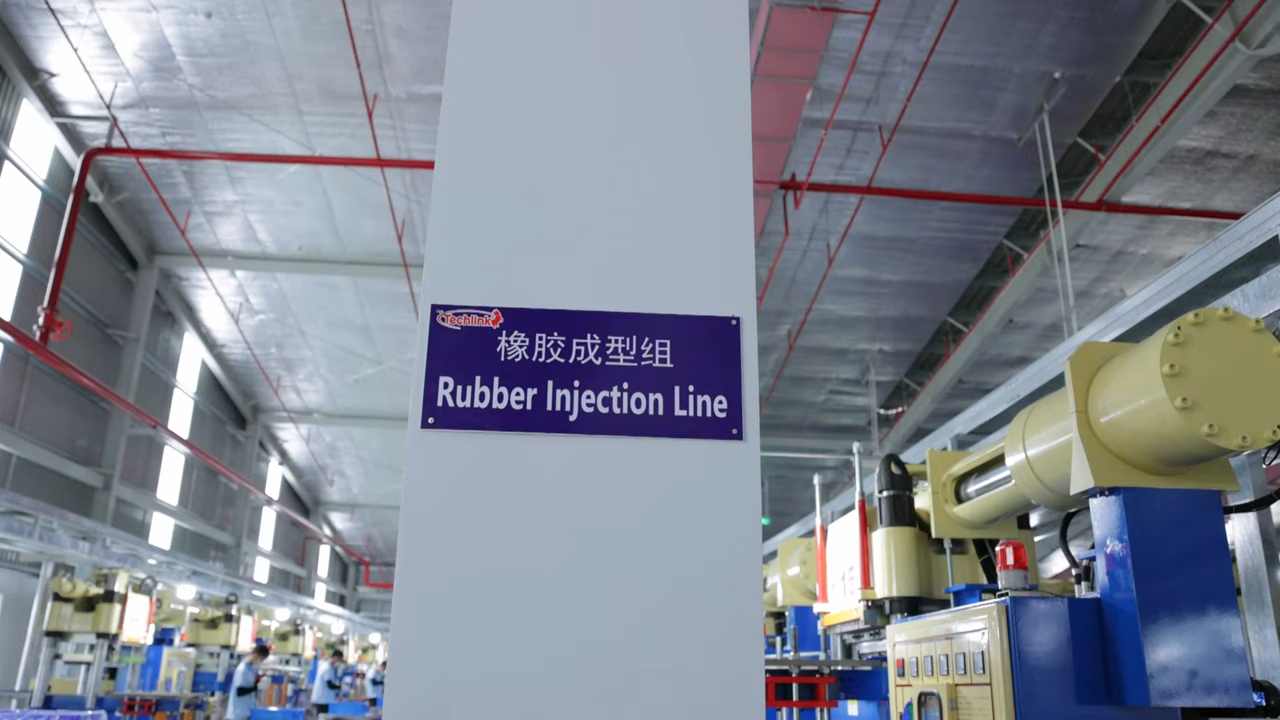 Techlink
橡胶成型组
Rubber Injection Line